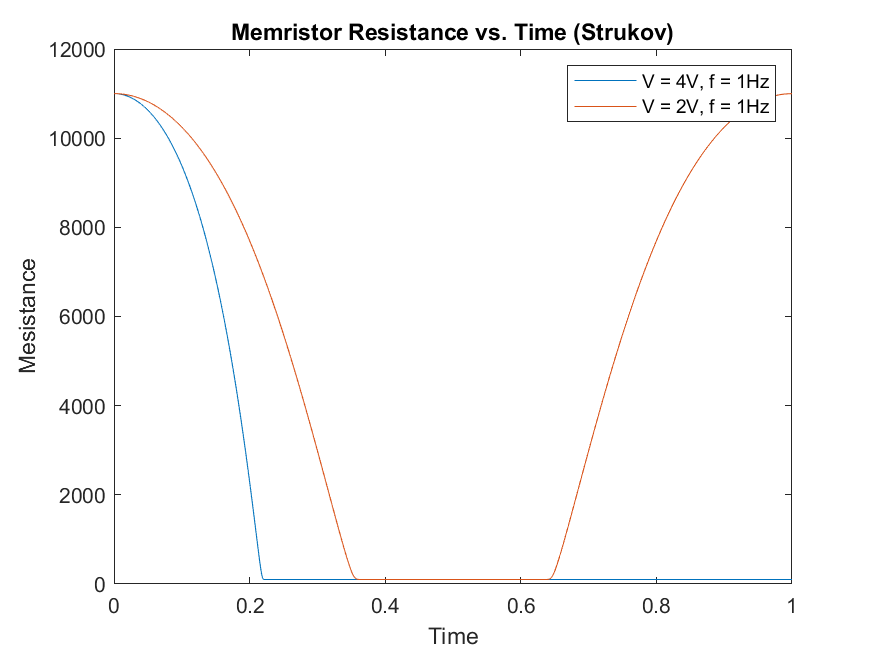 Memristor Resistance vs. Time (Strukov)
V = 4V, f = 1Hz
V = 2V, f = 1Hz
12000
10000
8000
6000
4000
2000
0
Mesistance
0 0.2 0.4 0.6 0.8 1
Time